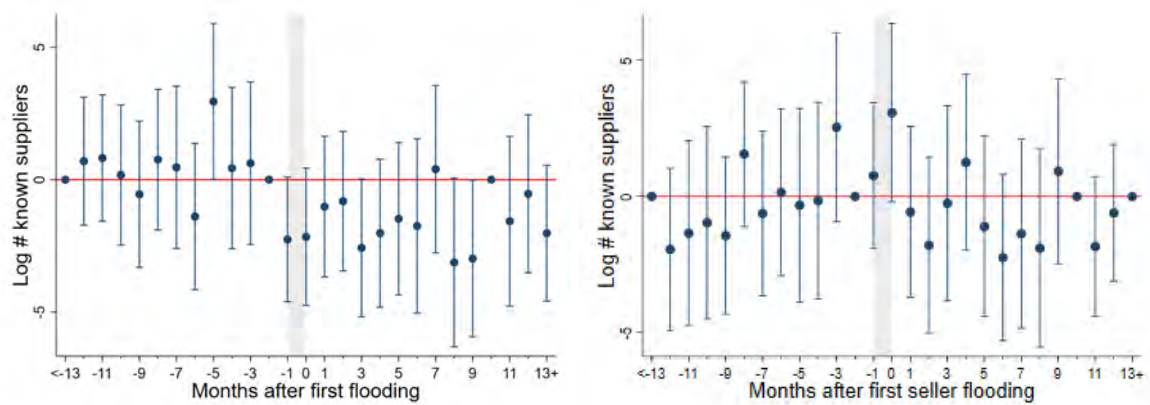 Log # known suppliers
5
0
-5
<-13 -11 -9 -7 -5 -3 -1 0 1 3 5 7 9 11 13+
Months after first flooding
Log # known suppliers
5
0
-5
<-13 -11 -9 -7 -5 -3 -1 0 1 3 5 7 9 11 13+
Months after first seller flooding